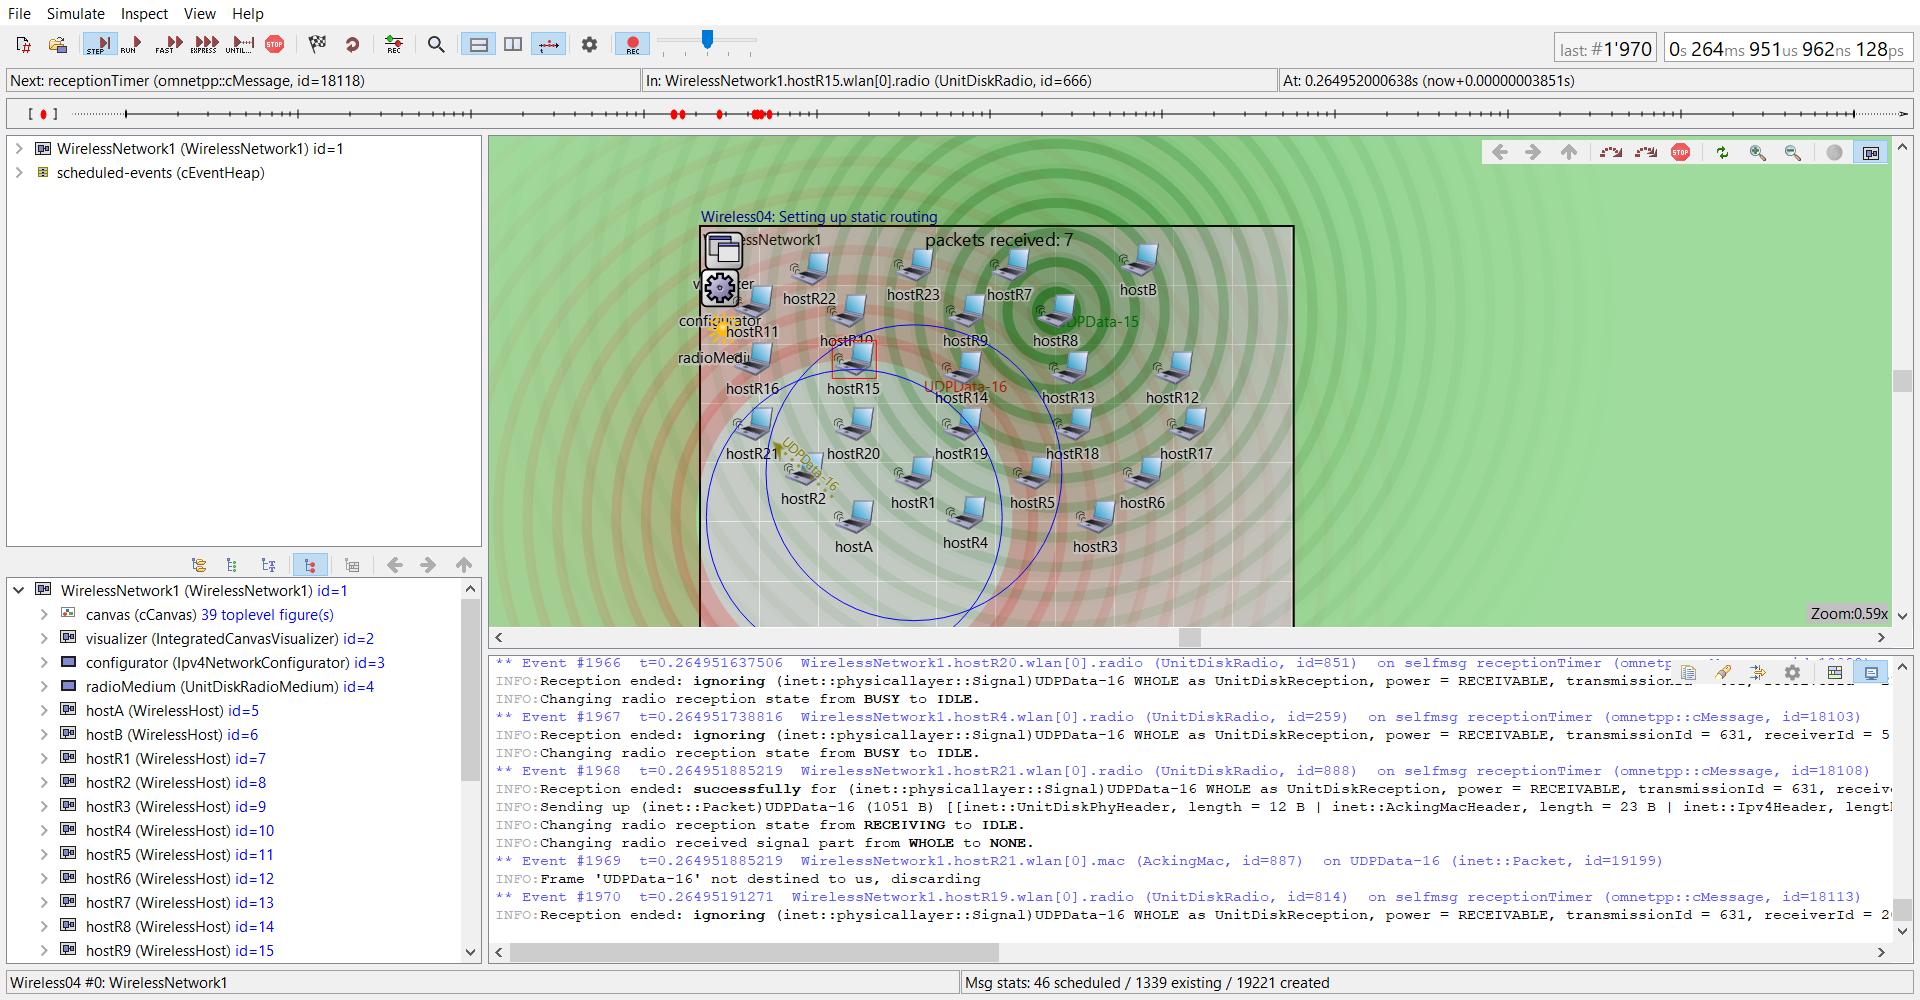 File Simulate Inspect View Help
STEP RUN FAST EXPRESS UNTIL... STOP REC REC
last: #1'970 0s 264ms 951us 962ns 128ps
Next: receptionTimer (omnetpp::cMessage, id=18118) In: WirelessNetwork1.hostR15.wlan[0].radio (UnitDiskRadio, id=666) At: 0.264952000638s (now+0.00000003851s)
WirelessNetwork1 (WirelessNetwork1) id=1
scheduled-events (cEventHeap)
WirelessNetwork1 (WirelessNetwork1) id=1
canvas (cCanvas) 39 toplevel figure(s)
visualizer (IntegratedCanvasVisualizer) id=2
configurator (Ipv4NetworkConfigurator) id=3
radioMedium (UnitDiskRadioMedium) id=4
hostA (WirelessHost) id=5
hostB (WirelessHost) id=6
hostR1 (WirelessHost) id=7
hostR2 (WirelessHost) id=8
hostR3 (WirelessHost) id=9
hostR4 (WirelessHost) id=10
hostR5 (WirelessHost) id=11
hostR6 (WirelessHost) id=12
hostR7 (WirelessHost) id=13
hostR8 (WirelessHost) id=14
hostR9 (WirelessHost) id=15
STOP
Wireless04: Setting up static routing
essNetwork1 packets received: 7
hostR22 hostR23 hostR7 hostB
configurator hostR11 hostR10 hostR9 hostR8 UDPData-15
radioMedi hostR16 hostR15 UDPData-16 hostR14 hostR13 hostR12
hostR21 hostR20 hostR19 hostR18 hostR17
UDPData-16
hostR2 hostR1 hostR5 hostR6
hostA hostR4 hostR3
Zoom:0.59x
** Event #1966 t=0.264951637506 WirelessNetwork1.hostR20.wlan[0].radio (UnitDiskRadio, id=851) on selfmsg receptionTimer (omnetp
INFO:Reception ended: ignoring (inet::physicallayer::Signal)UDPData-16 WHOLE as UnitDiskReception, power = RECEIVABLE, transmissionId
INFO:Changing radio reception state from BUSY to IDLE.
** Event #1967 t=0.264951738816 WirelessNetwork1.hostR4.wlan[0].radio (UnitDiskRadio, id=259) on selfmsg receptionTimer (omnetpp::cMessage, id=18103)
INFO:Reception ended: ignoring (inet::physicallayer::Signal)UDPData-16 WHOLE as UnitDiskReception, power = RECEIVABLE, transmissionId = 631, receiverId = 5
INFO:Changing radio reception state from BUSY to IDLE.
** Event #1968 t=0.264951885219 WirelessNetwork1.hostR21.wlan[0].radio (UnitDiskRadio, id=888) on selfmsg receptionTimer (omnetpp::cMessage, id=18108)
INFO:Reception ended: successfully for (inet::physicallayer::Signal)UDPData-16 WHOLE as UnitDiskReception, power = RECEIVABLE, transmissionId = 631, receiv
INFO:Sending up (inet::Packet)UDPData-16 (1051 B) [[inet::UnitDiskPhyHeader, length = 12 B | inet::AckingMacHeader, length = 23 B | inet::Ipv4Header, lengt
INFO:Changing radio reception state from RECEIVING to IDLE.
INFO:Changing radio received signal part from WHOLE to NONE.
** Event #1969 t=0.264951885219 WirelessNetwork1.hostR21.wlan[0].mac (AckingMac, id=887) on UDPData-16 (inet::Packet, id=19199)
INFO:Frame 'UDPData-16' not destined to us, discarding
** Event #1970 t=0.26495191271 WirelessNetwork1.hostR19.wlan[0].radio (UnitDiskRadio, id=814) on selfmsg receptionTimer (omnetpp::cMessage, id=18113)
INFO:Reception ended: ignoring (inet::physicallayer::Signal)UDPData-16 WHOLE as UnitDiskReception, power = RECEIVABLE, transmissionId = 631, receiverId = 2
Wireless04 #0: WirelessNetwork1 Msg stats: 46 scheduled / 1339 existing / 19221 created